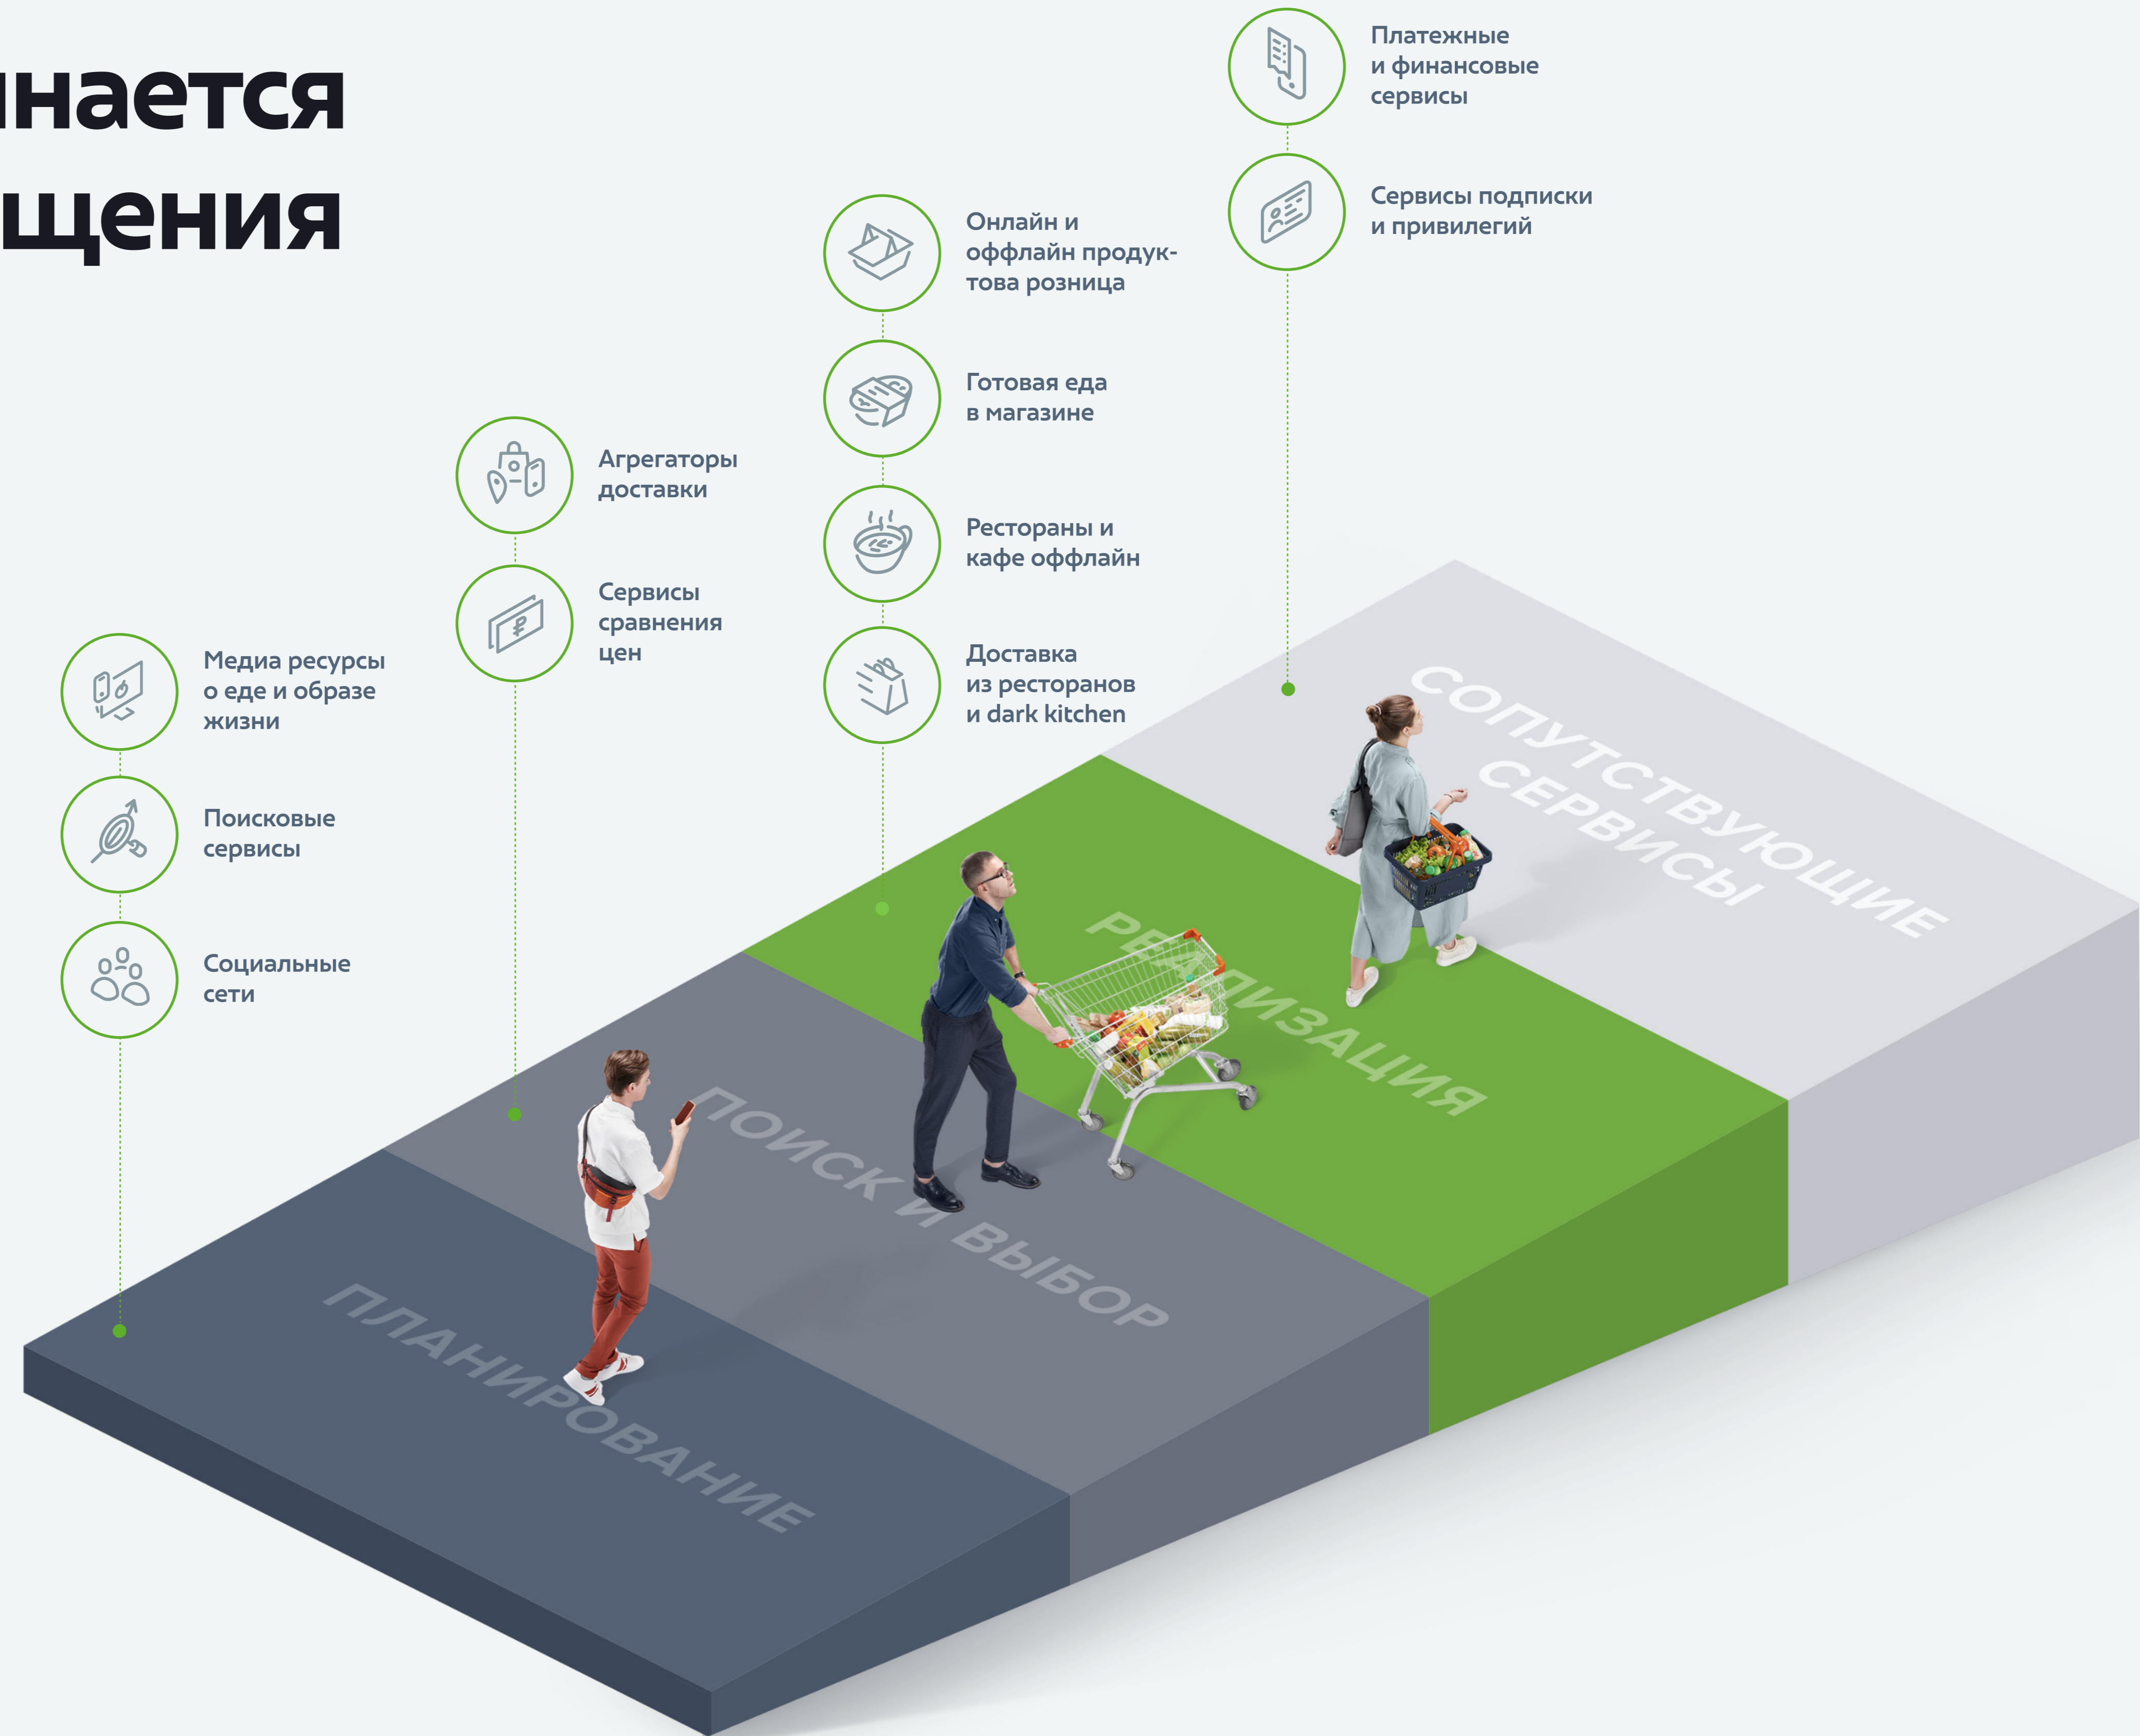 инается
щения
Платежные
и финансовые
сервисы
Сервисы подписки
и привилегий
Онлайн и
оффлайн продук-
това розница
Готовая еда
в магазине
Рестораны и
кафе оффлайн
Доставка
из ресторанов
и dark kitchen
Агрегаторы
доставки
Сервисы
сравнения
цен
Медиа ресурсы
о еде и образе
жизни
Поисковые
сервисы
Социальные
сети
СОПУТСТВУЮЩИЕ
СЕРВИСЫ
РЕАЛИЗАЦИЯ
ПОИСК И ВЫБОР
ПЛАНИРОВАНИЕ